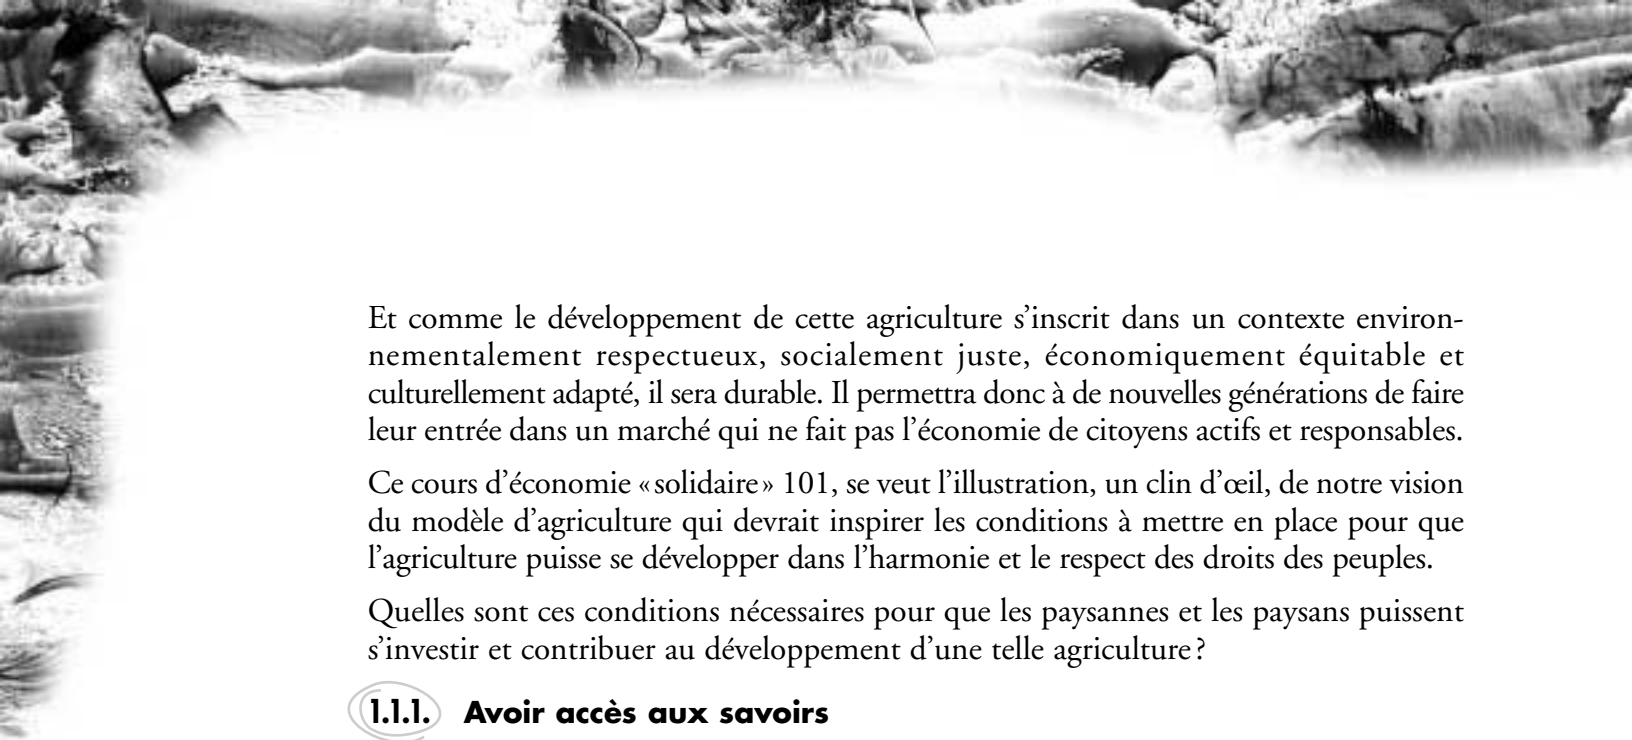 Et comme le développement de cette agriculture s’inscrit dans un contexte environ-
nementalement respectueux, socialement juste, économiquement équitable et
culturellement adapté, il sera durable. Il permettra donc à de nouvelles générations de faire
leur entrée dans un marché qui ne fait pas l’économie de citoyens actifs et responsables.
Ce cours d’économie «solidaire» 101, se veut l’illustration, un clin d’œil, de notre vision
du modèle d’agriculture qui devrait inspirer les conditions à mettre en place pour que
l’agriculture puisse se développer dans l’harmonie et le respect des droits des peuples.
Quelles sont ces conditions nécessaires pour que les paysannes et les paysans puissent
s’investir et contribuer au développement d’une telle agriculture?
1.1.1. Avoir accès aux savoirs